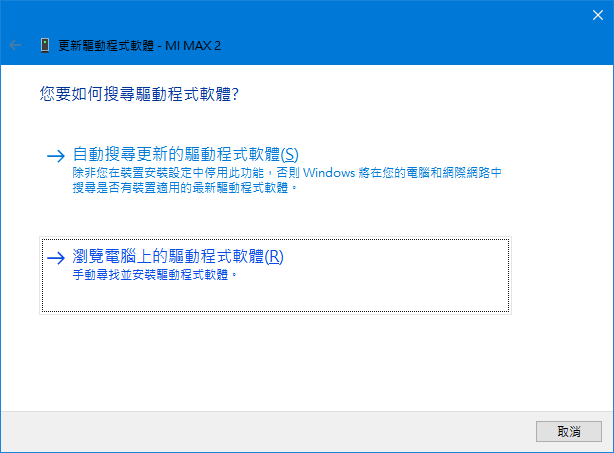 更新驅動程式軟體 - MI MAX 2
您要如何搜尋驅動程式軟體?
自動搜尋更新的驅動程式軟體(S)
除非您在裝置安裝設定中停用此功能，否則 Windows 將在您的電腦和網際網路中
搜尋是否有裝置適用的最新驅動程式軟體。
瀏覽電腦上的驅動程式軟體(R)
手動尋找並安裝驅動程式軟體。
取消